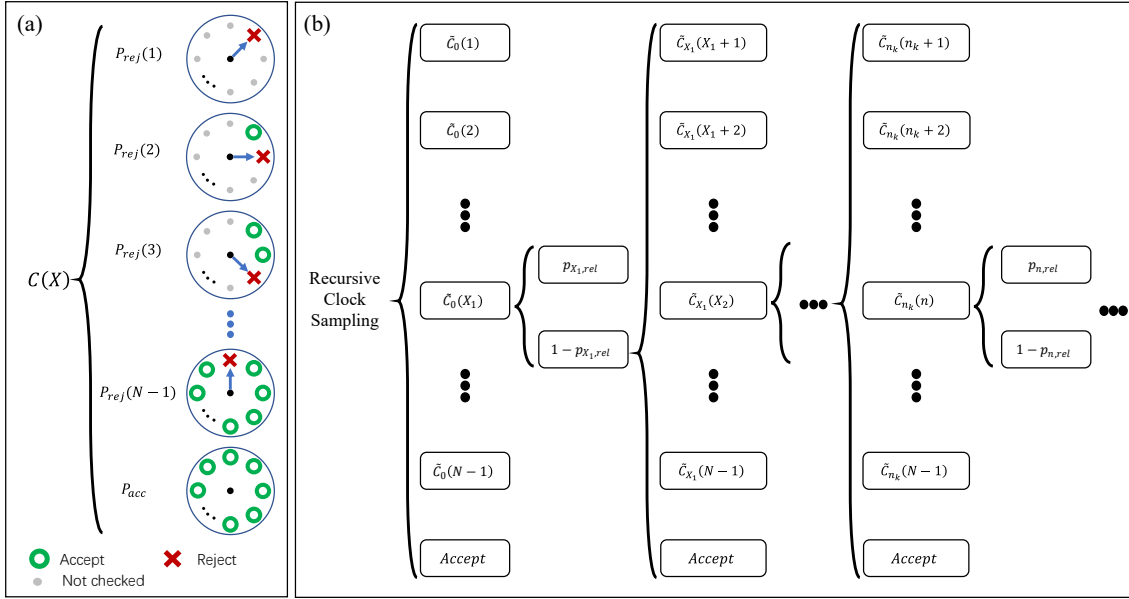 (a)
P_{rej}(1)
P_{rej}(2)
P_{rej}(3)
C(X)
P_{rej}(N − 1)
P_{acc}
Accept
Reject
Not checked
(b)
Recursive
Clock
Sampling
C̃_0(1)
C̃_0(2)
C̃_0(X_1)
C̃_0(N − 1)
Accept
p_{X_1,rel}
1 − p_{X_1,rel}
C̃_{X_1}(X_1 + 1)
C̃_{X_1}(X_1 + 2)
C̃_{X_1}(X_2)
C̃_{X_1}(N − 1)
Accept
C̃_{n_k}(n_k + 1)
C̃_{n_k}(n_k + 2)
C̃_{n_k}(n)
C̃_{n_k}(N − 1)
Accept
p_{n,rel}
1 − p_{n,rel}